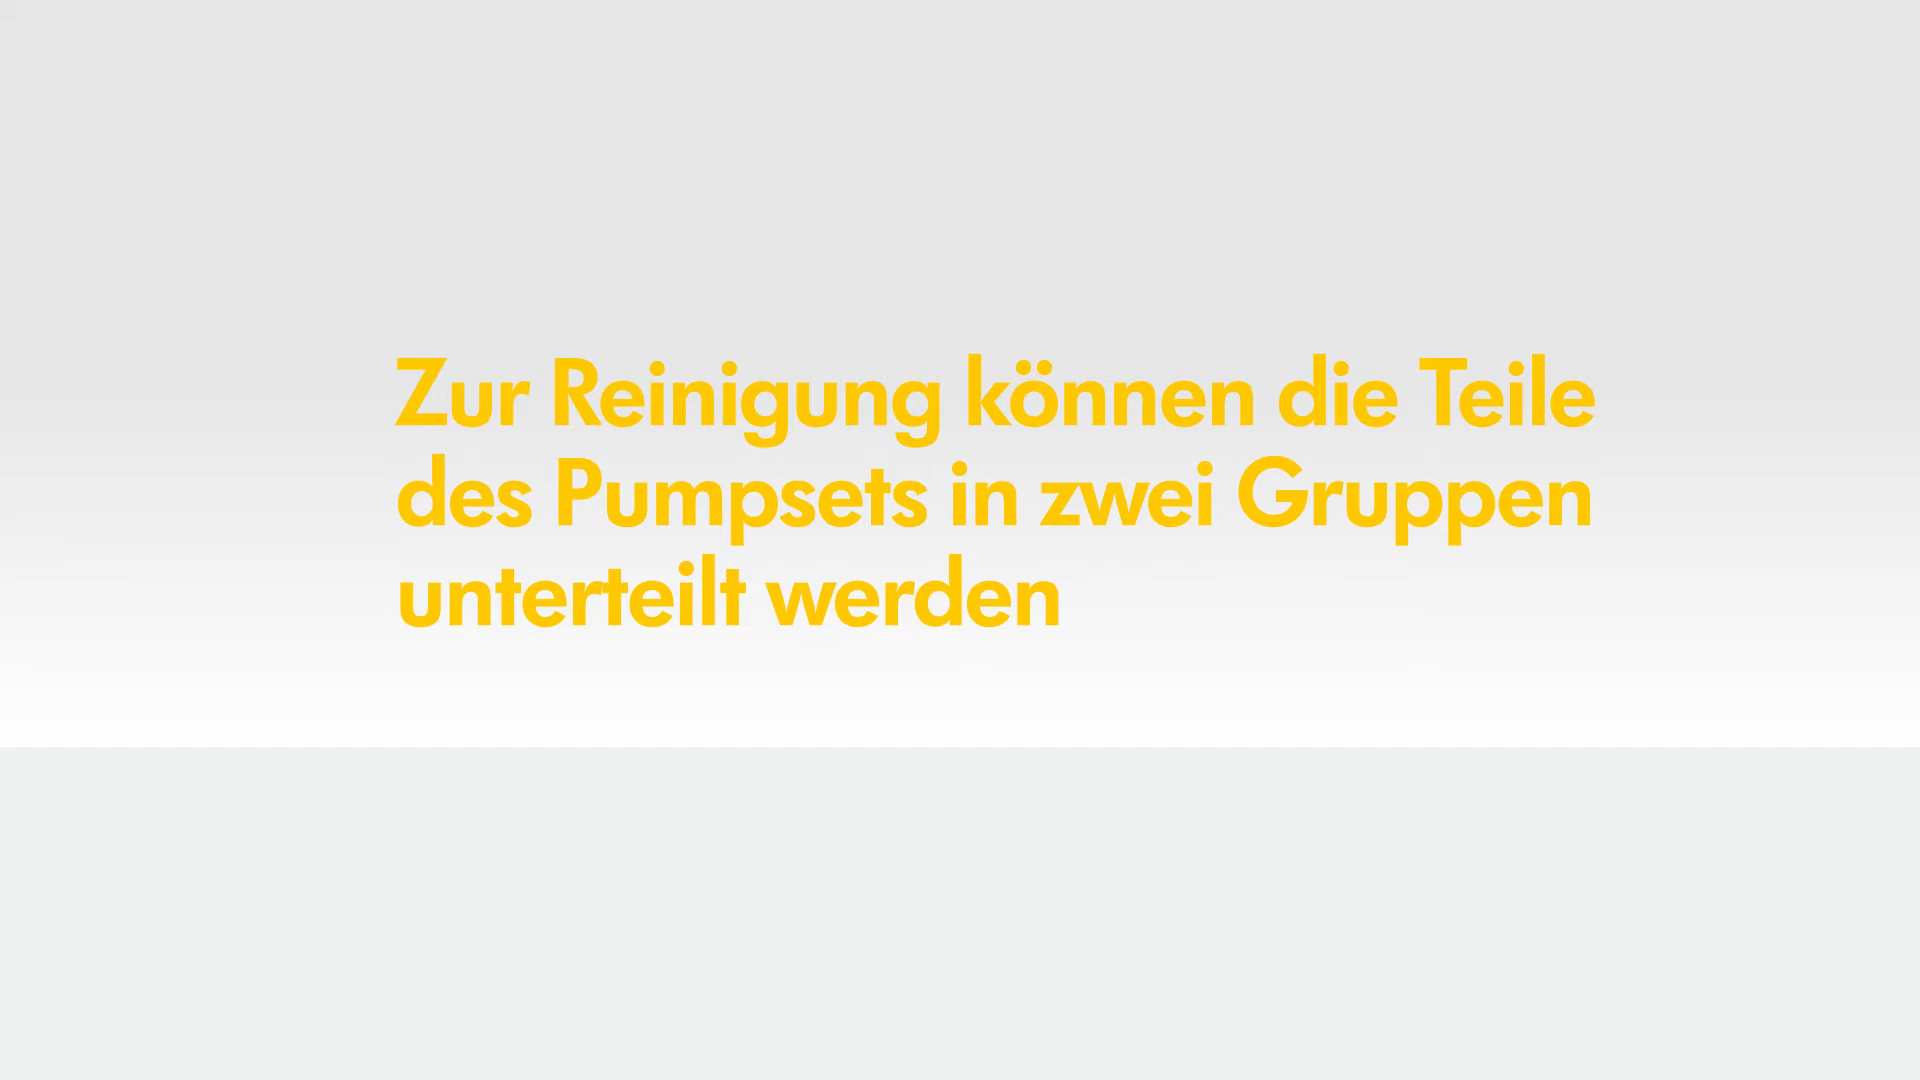 Zur Reinigung können die Teile
des Pumpsets in zwei Gruppen
unterteilt werden